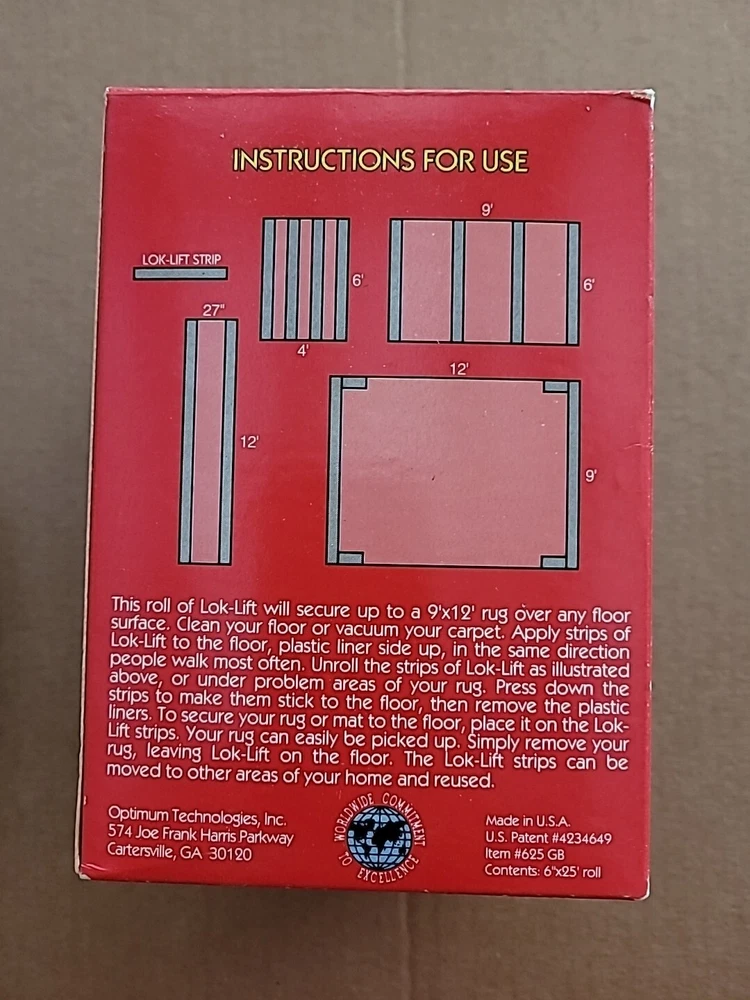 INSTRUCTIONS FOR USE
LOK-LIFT STRIP
6'
4'
9'
6'
27"
12'
12'
9'
This roll of Lok-Lift will secure up to a 9'x12' rug over any floor
surface. Clean your floor or vacuum your carpet. Apply strips of
Lok-Lift to the floor, plastic liner side up, in the same direction
people walk most often. Unroll the strips of Lok-Lift as illustrated
above, or under problem areas of your rug. Press down the
strips to make them stick to the floor, then remove the plastic
liners. To secure your rug or mat to the floor, place it on the Lok-
Lift strips. Your rug can easily be picked up. Simply remove your
rug, leaving Lok-Lift on the floor. The Lok-Lift strips can be
moved to other areas of your home and reused.
Optimum Technologies, Inc.
574 Joe Frank Harris Parkway
Cartersville, GA 30120
WORLDWIDE COMMITMENT
TO EXCELLENCE
Made in U.S.A.
U.S. Patent #4234649
Item #625 GB
Contents: 6"x25' roll